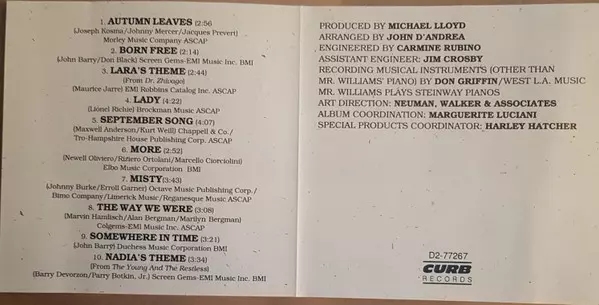 1. AUTUMN LEAVES (2:56
(Joseph Kosma/Johnny Mercer/Jacques Prevert)
Morley Music Company ASCAP
2. BORN FREE (2:14)
(John Barry/Don Black) Screen Gems-EMI Music Inc. BMI
3. LARA'S THEME (2:44)
(From Dr. Zhivago)
(Maurice Jarre) EMI Robbins Catalog Inc. ASCAP
4. LADY (4:22)
(Lionel Richie) Brockman Music ASCAP
5. SEPTEMBER SONG (4:07)
(Maxwell Anderson/Kurt Weill) Chappell & Co./
Tro-Hampshire House Publishing Corp. ASCAP
6. MORE (2:52)
(Newell Oliviero/Riñero Ortolani/Marcello Ciorciolini)
Elbo Music Corporation BMI
7. MISTY(3:43)
(Johnny Burke/Erroll Garner) Octave Music Publishing Corp./
Bimo Company/Limerick Music/Reganesque Music ASCAP
8. THE WAY WE WERE (3:08)
(Marvin Hamlisch/Alan Bergman/Marilyn Bergman)
Colgems-EMI Music Inc. ASCAP
9. SOMEWHERE IN TIME (3:21)
(John Barry) Duchess Music Corporation BMI
10. NADIA'S THEME (3:34)
(From The Young And The Restless)
(Barry Devorzon/Parry Botkin, Jr.) Screen Gems-EMI Music Inc. BMI
PRODUCED BY MICHAEL LLOYD
ARRANGED BY JOHN D'ANDREA
ENGINEERED BY CARMINE RUBINO
ASSISTANT ENGINEER: JIM CROSBY
RECORDING MUSICAL INSTRUMENTS (OTHER THAN
MR. WILLIAMS' PIANO) BY DON GRIFFIN/WEST L.A. MUSIC
MR. WILLIAMS PLAYS STEINWAY PIANOS
ART DIRECTION: NEUMAN, WALKER & ASSOCIATES
ALBUM COORDINATION: MARGUERITE LUCIANI
SPECIAL PRODUCTS COORDINATOR: HARLEY HATCHER
D2-77267
CURB
RECORDS